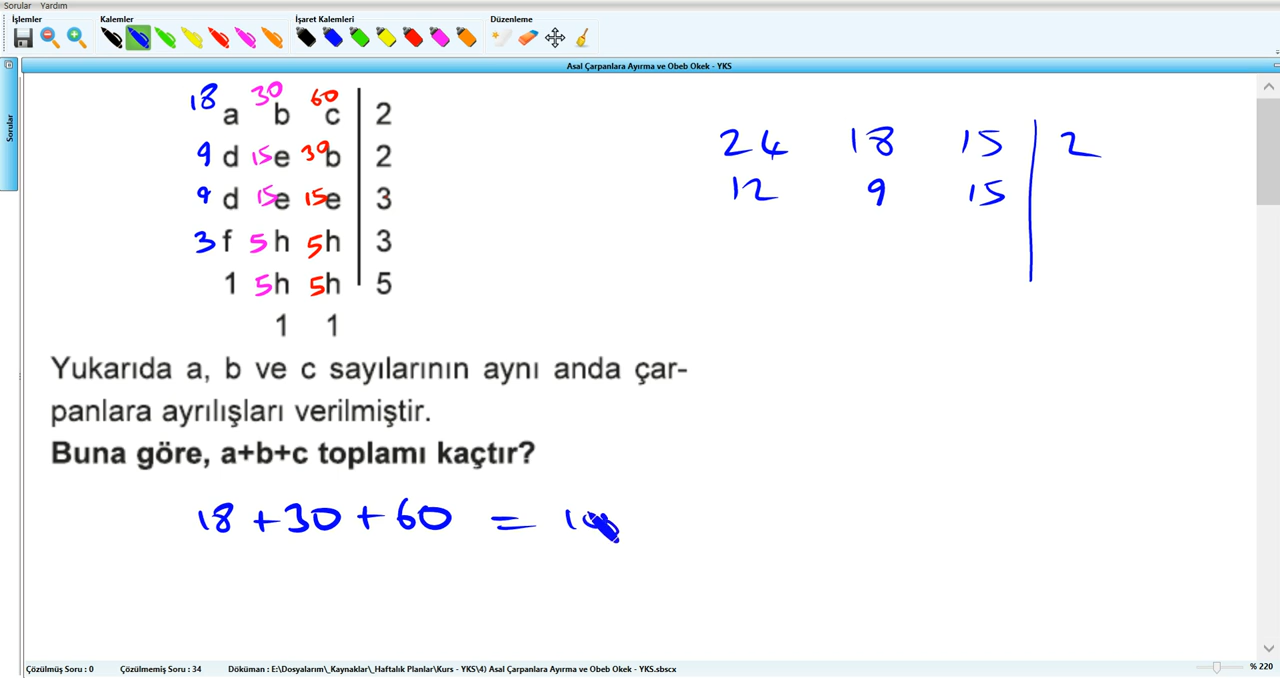 Sorular Yardım
İşlemler Kalemler İşaret Kalemleri Düzenleme
Asal Çarpanlara Ayırma ve Obeb Okek - YKS
Sorular
18 a 30 b 60 c 2
9 d 15 e 30 b 2
9 d 15 e 15 e 3
3 f 5 h 5 h 3
1 5 h 5 h 5
1 1
24 18 15 2
12 9 15
Yukarıda a, b ve c sayılarının aynı anda çar-
panlara ayrılışları verilmiştir.
Buna göre, a+b+c toplamı kaçtır?
18 + 30 + 60 = 10
Çözülmüş Soru : 0 Çözülmemiş Soru : 34 Döküman : E:\Dosyalarım\_Kaynaklar\_Haftalık Planlar\Kurs - YKS\4) Asal Çarpanlara Ayırma ve Obeb Okek - YKS.sbscx % 220